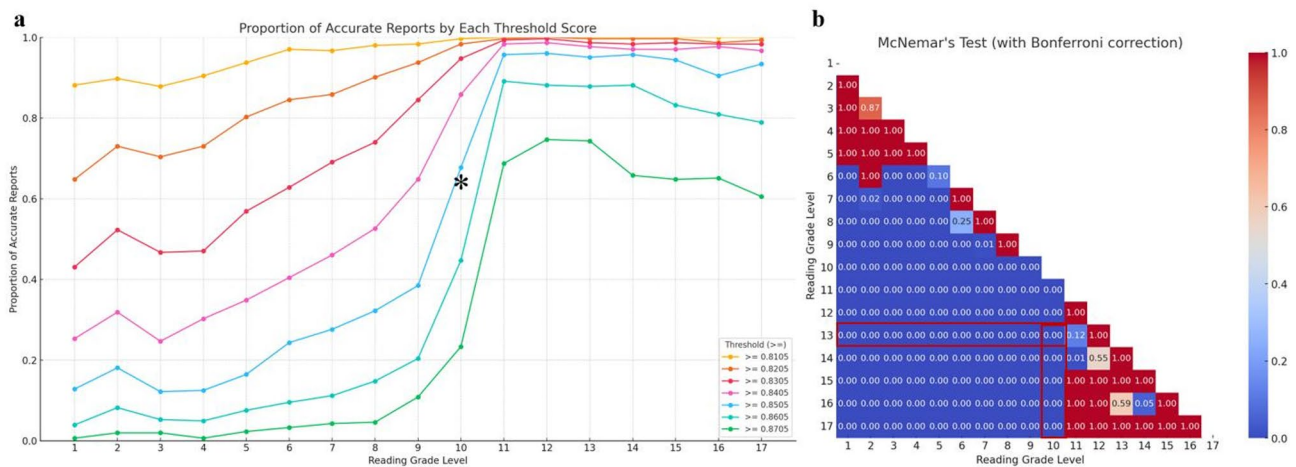 a
Proportion of Accurate Reports by Each Threshold Score
Proportion of Accurate Reports
1.0
0.8
0.6
0.4
0.2
0.0
*
Threshold (>=)
>= 0.8105
>= 0.8205
>= 0.8305
>= 0.8405
>= 0.8505
>= 0.8605
>= 0.8705
1 2 3 4 5 6 7 8 9 10 11 12 13 14 15 16 17
Reading Grade Level
b
McNemar's Test (with Bonferroni correction)
Reading Grade Level
1 -
2 1.00
3 1.00 0.87
4 1.00 1.00 1.00
5 1.00 1.00 1.00 1.00
6 0.00 1.00 0.00 0.00 0.10
7 0.00 0.02 0.00 0.00 0.00 1.00
8 0.00 0.00 0.00 0.00 0.00 0.25 1.00
9 0.00 0.00 0.00 0.00 0.00 0.00 0.01 1.00
10 0.00 0.00 0.00 0.00 0.00 0.00 0.00 0.00 0.00
11 0.00 0.00 0.00 0.00 0.00 0.00 0.00 0.00 0.00 0.00
12 0.00 0.00 0.00 0.00 0.00 0.00 0.00 0.00 0.00 0.00 1.00
13 0.00 0.00 0.00 0.00 0.00 0.00 0.00 0.00 0.00 0.00 0.12 1.00
14 0.00 0.00 0.00 0.00 0.00 0.00 0.00 0.00 0.00 0.00 0.01 0.55 1.00
15 0.00 0.00 0.00 0.00 0.00 0.00 0.00 0.00 0.00 0.00 1.00 1.00 1.00 1.00
16 0.00 0.00 0.00 0.00 0.00 0.00 0.00 0.00 0.00 0.00 1.00 1.00 0.59 0.05 1.00
17 0.00 0.00 0.00 0.00 0.00 0.00 0.00 0.00 0.00 0.00 1.00 1.00 1.00 1.00 1.00 1.00
1 2 3 4 5 6 7 8 9 10 11 12 13 14 15 16 17
Reading Grade Level
1.0
0.8
0.6
0.4
0.2
0.0